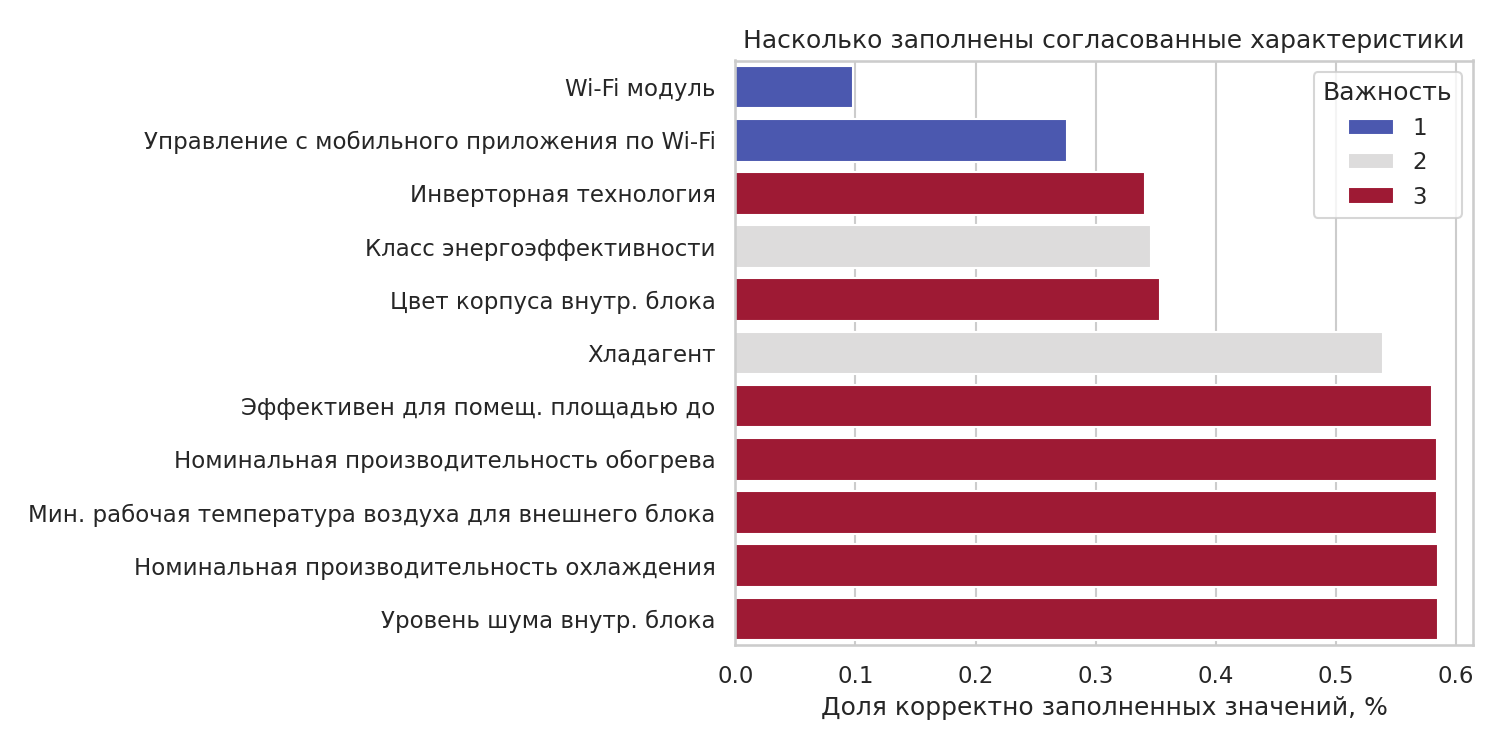 Насколько заполнены согласованные характеристики
Wi-Fi модуль
Управление с мобильного приложения по Wi-Fi
Инверторная технология
Класс энергоэффективности
Цвет корпуса внутр. блока
Хладагент
Эффективен для помещ. площадью до
Номинальная производительность обогрева
Мин. рабочая температура воздуха для внешнего блока
Номинальная производительность охлаждения
Уровень шума внутр. блока
Важность
1
2
3
0.0 0.1 0.2 0.3 0.4 0.5 0.6
Доля корректно заполненных значений, %